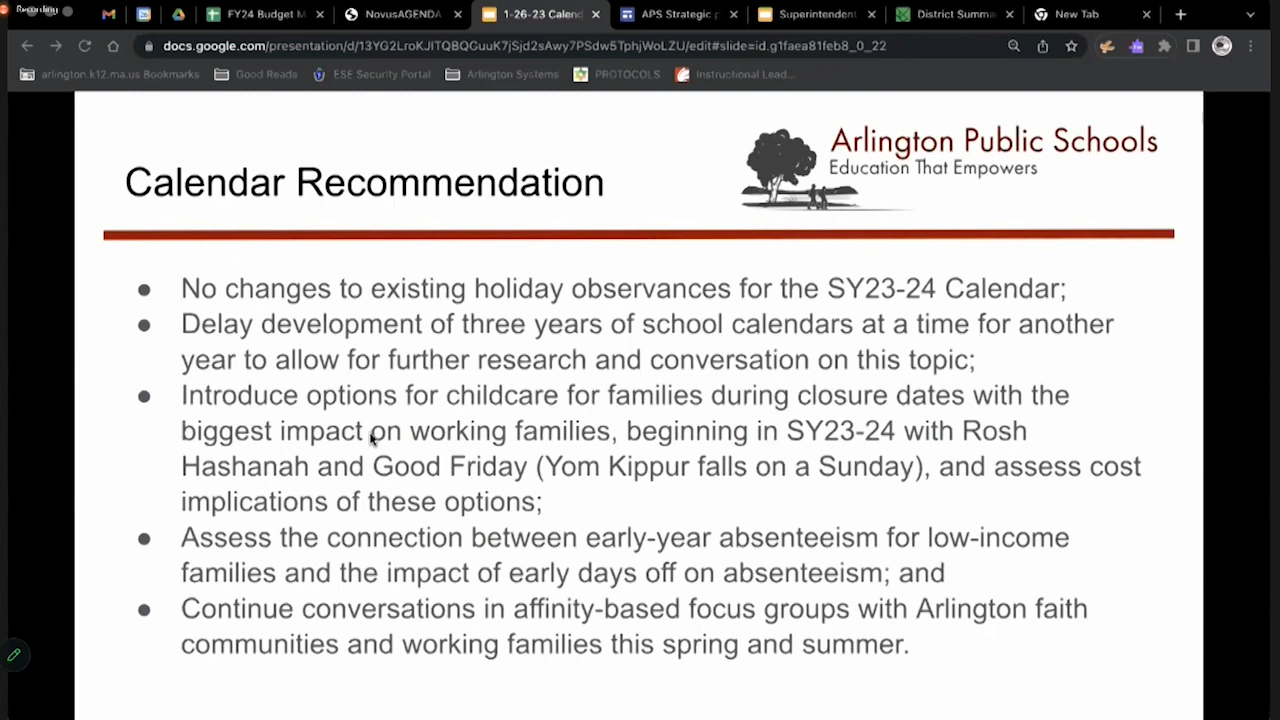 Recording
FY24 Budget M
NovusAGENDA
1-26-23 Calend
APS Strategic p
Superintendent
District Summa
New Tab
docs.google.com/presentation/d/13YG2LroKJITQBQGuuK7jSjd2sAwy7PSdw5TphjWoLZU/edit#slide=id.g1faea81feb8_0_22
arlington.k12.ma.us Bookmarks
Good Reads
ESE Security Portal
Arlington Systems
PROTOCOLS
Instructional Lead...
Arlington Public Schools
Education That Empowers
Calendar Recommendation
● No changes to existing holiday observances for the SY23-24 Calendar;
● Delay development of three years of school calendars at a time for another
year to allow for further research and conversation on this topic;
● Introduce options for childcare for families during closure dates with the
biggest impact on working families, beginning in SY23-24 with Rosh
Hashanah and Good Friday (Yom Kippur falls on a Sunday), and assess cost
implications of these options;
● Assess the connection between early-year absenteeism for low-income
families and the impact of early days off on absenteeism; and
● Continue conversations in affinity-based focus groups with Arlington faith
communities and working families this spring and summer.